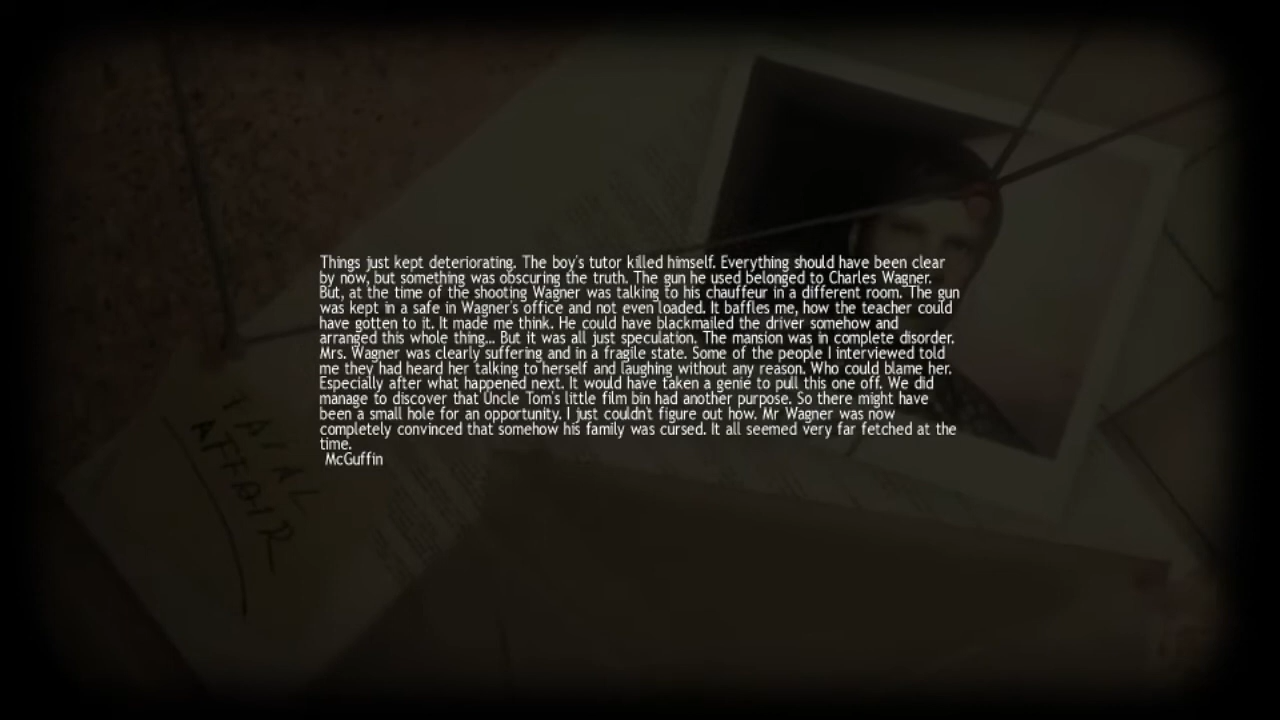 Things just kept deteriorating. The boy's tutor killed himself. Everything should have been clear
by now, but something was obscuring the truth. The gun he used belonged to Charles Wagner.
But, at the time of the shooting Wagner was talking to his chauffeur in a different room. The gun
was kept in a safe in Wagner's office and not even loaded. It baffles me, how the teacher could
have gotten to it. It made me think. He could have blackmailed the driver somehow and
arranged this whole thing... But it was all just speculation. The mansion was in complete disorder.
Mrs. Wagner was clearly suffering and in a fragile state. Some of the people I interviewed told
me they had heard her talking to herself and laughing without any reason. Who could blame her.
Especially after what happened next. It would have taken a genie to pull this one off. We did
manage to discover that Uncle Tom's little film bin had another purpose. So there might have
been a small hole for an opportunity. I just couldn't figure out how. Mr Wagner was now
completely convinced that somehow his family was cursed. It all seemed very far fetched at the
time.
McGuffin
AFFAIR